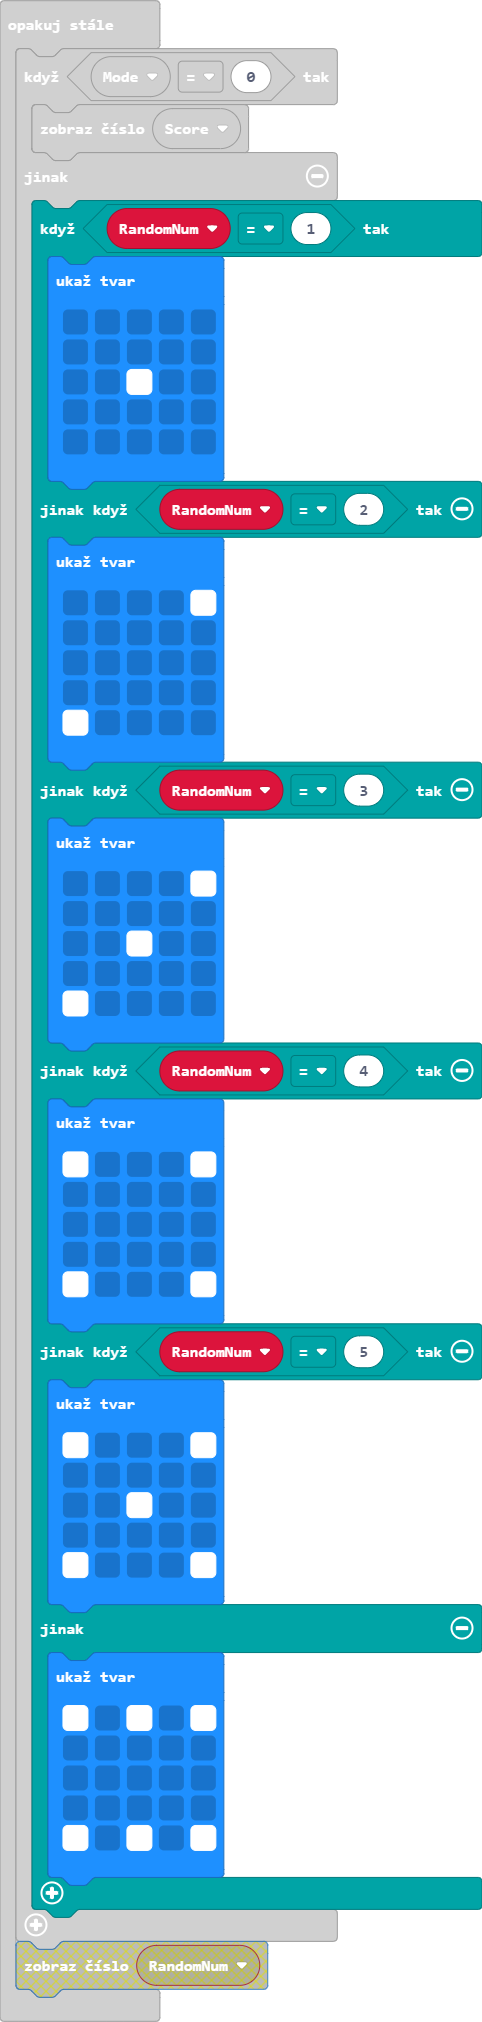 opakuj stále
když Mode = 0 tak
zobraz číslo Score
jinak
když RandomNum = 1 tak
ukaž tvar
jinak když RandomNum = 2 tak
ukaž tvar
jinak když RandomNum = 3 tak
ukaž tvar
jinak když RandomNum = 4 tak
ukaž tvar
jinak když RandomNum = 5 tak
ukaž tvar
jinak
ukaž tvar
zobraz číslo RandomNum